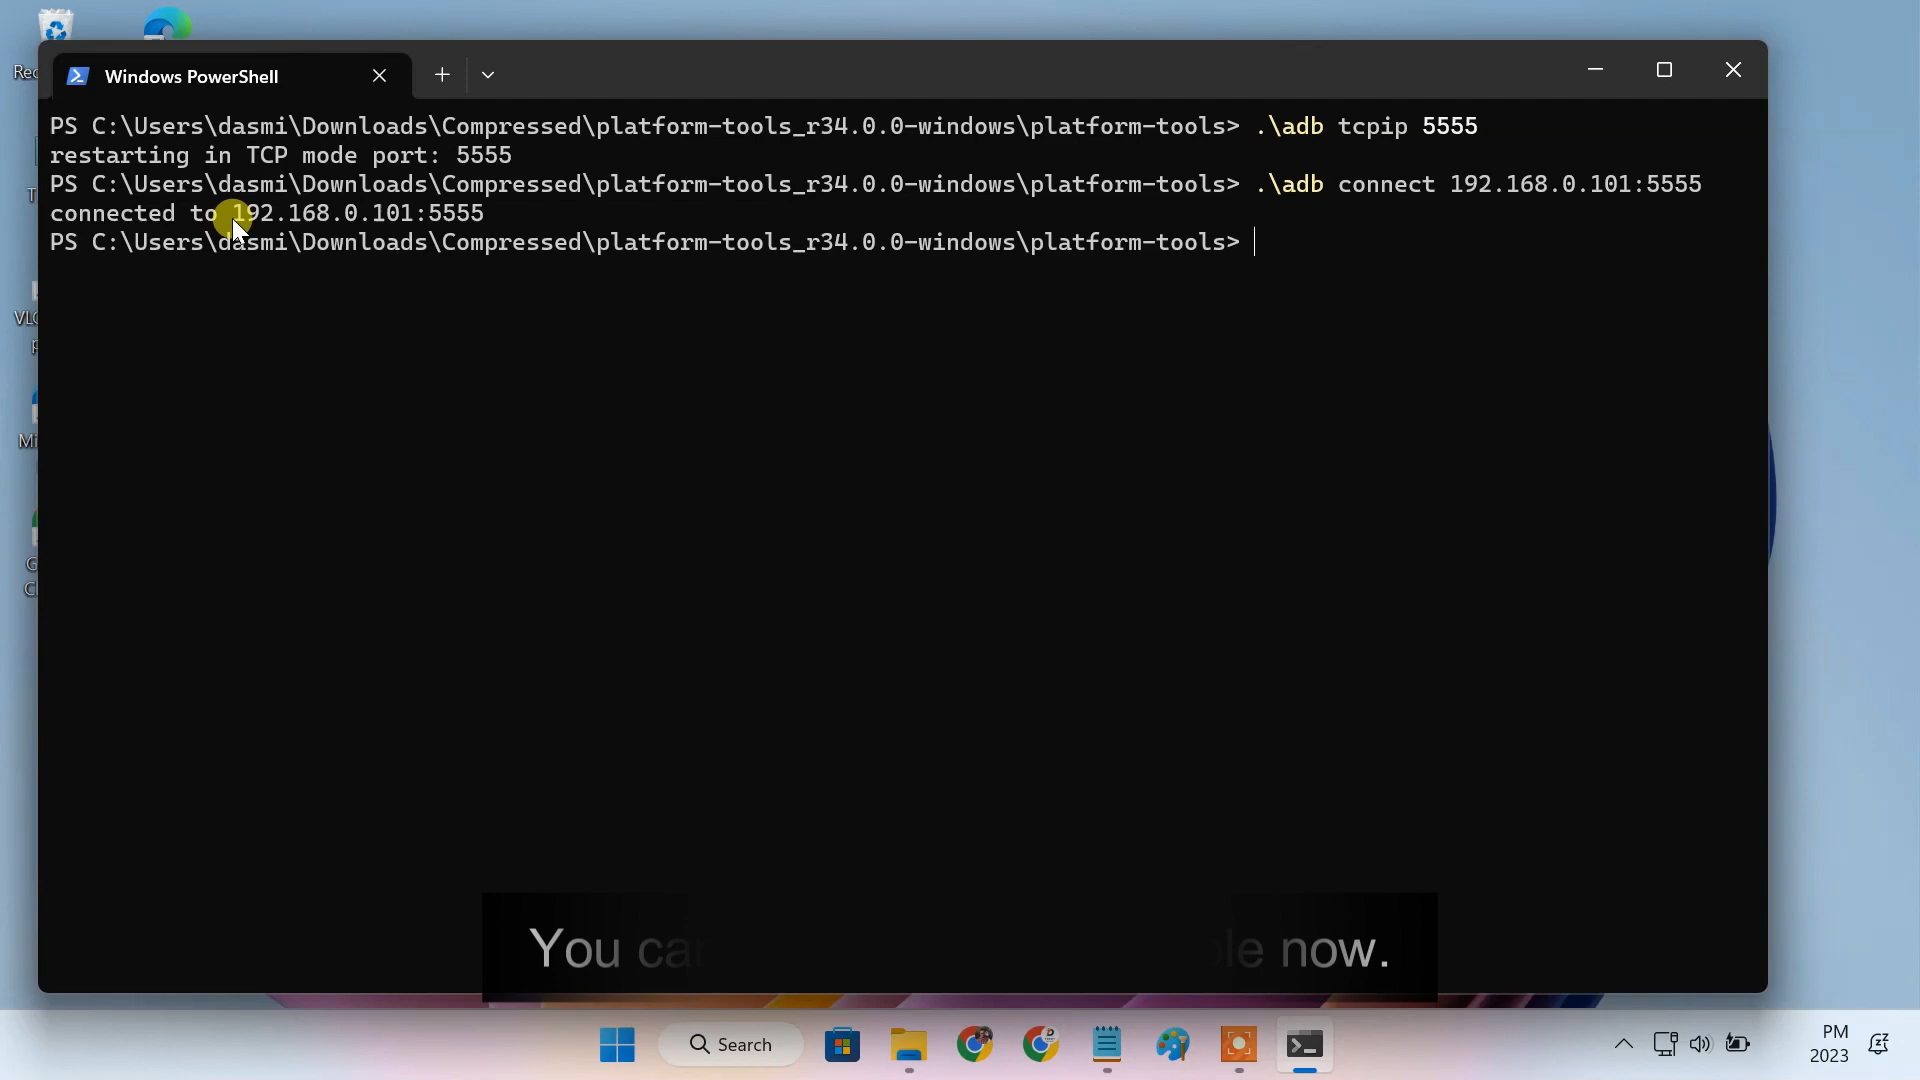 Windows PowerShell
PS C:\Users\dasmi\Downloads\Compressed\platform-tools_r34.0.0-windows\platform-tools> .\adb tcpip 5555
restarting in TCP mode port: 5555
PS C:\Users\dasmi\Downloads\Compressed\platform-tools_r34.0.0-windows\platform-tools> .\adb connect 192.168.0.101:5555
connected to 192.168.0.101:5555
PS C:\Users\dasmi\Downloads\Compressed\platform-tools_r34.0.0-windows\platform-tools>
You now.
Search
PM
2023